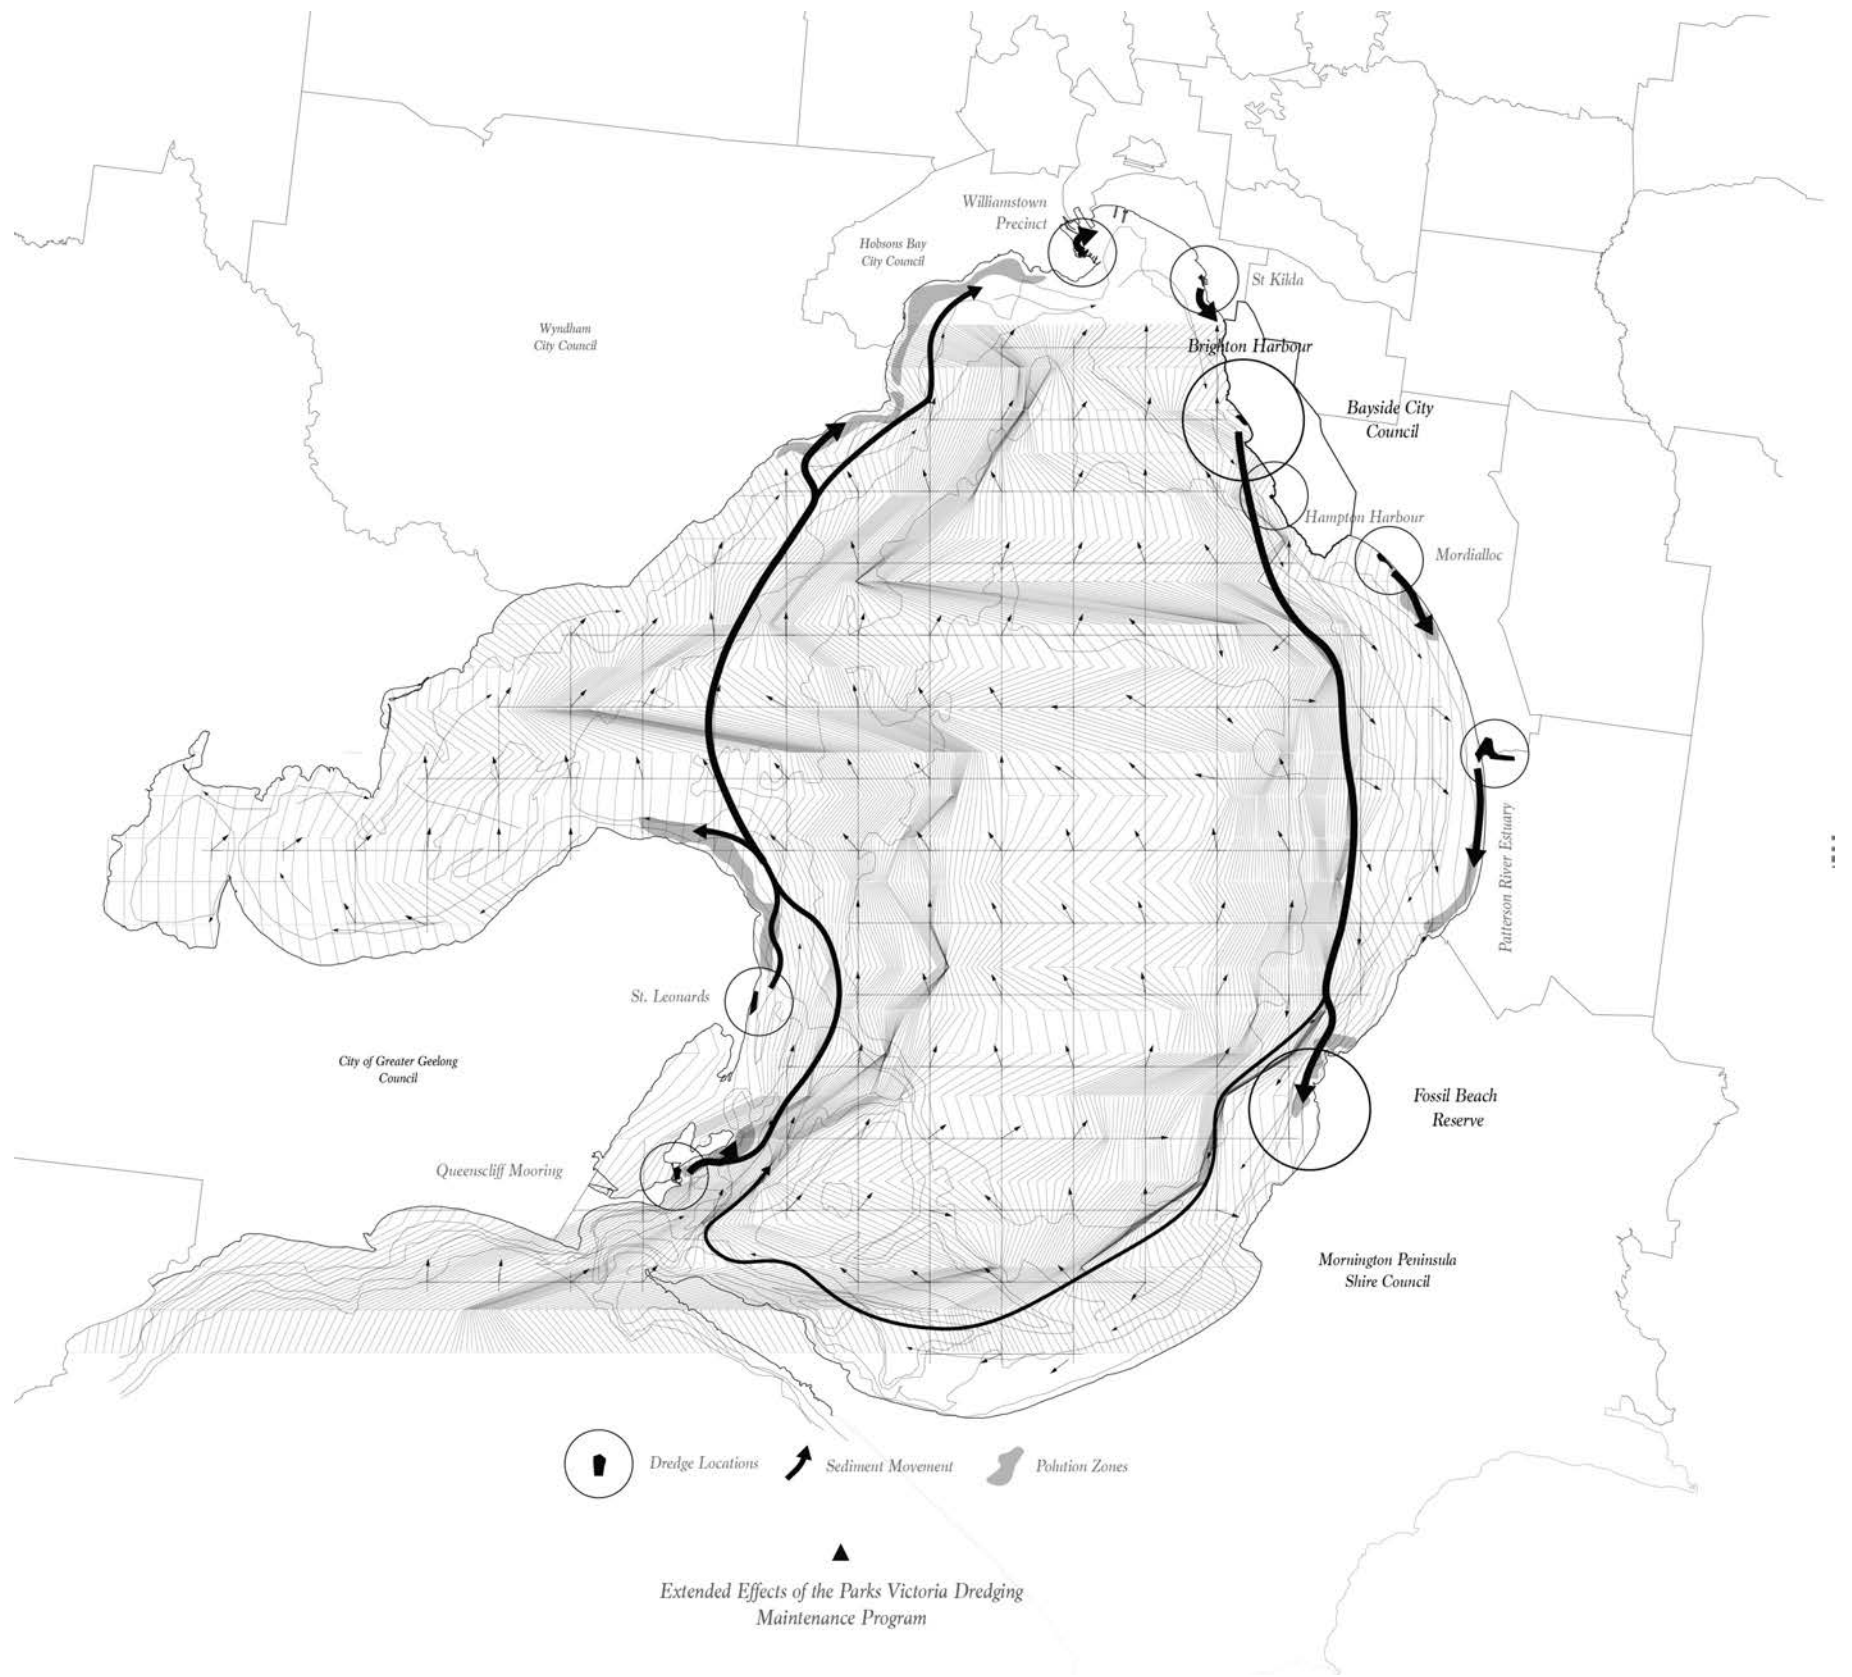 Williamstown
Precinct
Hobsons Bay
City Council
St Kilda
Wyndham
City Council
Brighton Harbour
Bayside City
Council
Hampton Harbour
Mordialloc
Patterson River Estuary
St. Leonards
City of Greater Geelong
Council
Fossil Beach
Reserve
Queenscliff Mooring
Mornington Peninsula
Shire Council
Dredge Locations
Sediment Movement
Polution Zones
Extended Effects of the Parks Victoria Dredging
Maintenance Program